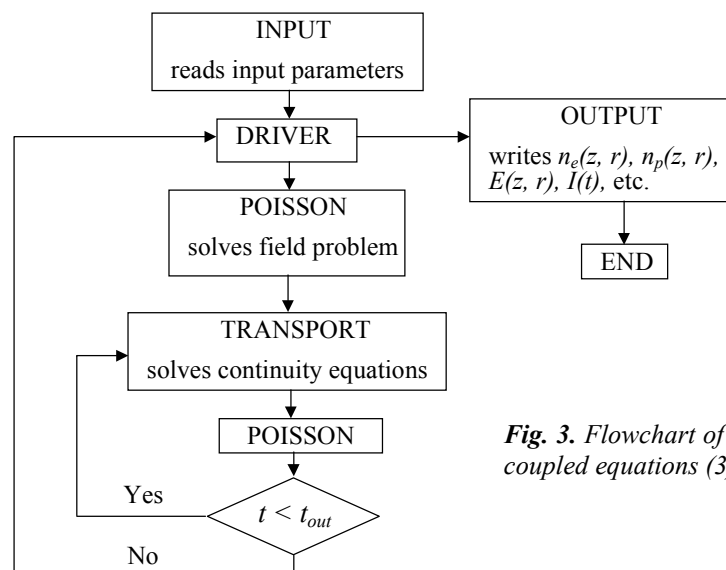 INPUT
reads input parameters
DRIVER
OUTPUT
writes n_e(z, r), n_p(z, r),
E(z, r), I(t), etc.
END
POISSON
solves field problem
TRANSPORT
solves continuity equations
POISSON
Fig. 3. Flowchart of
coupled equations (3
Yes
t < t_out
No